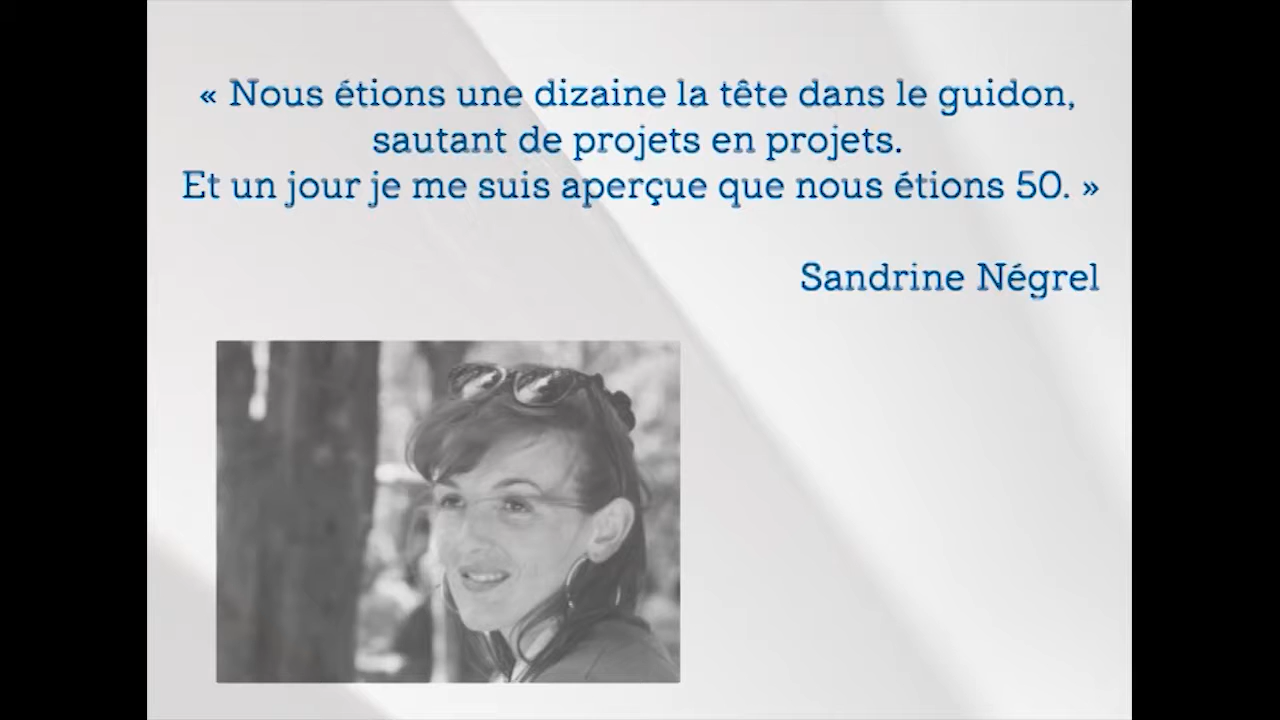 « Nous étions une dizaine la tête dans le guidon,
sautant de projets en projets.
Et un jour je me suis aperçue que nous étions 50. »
Sandrine Négrel